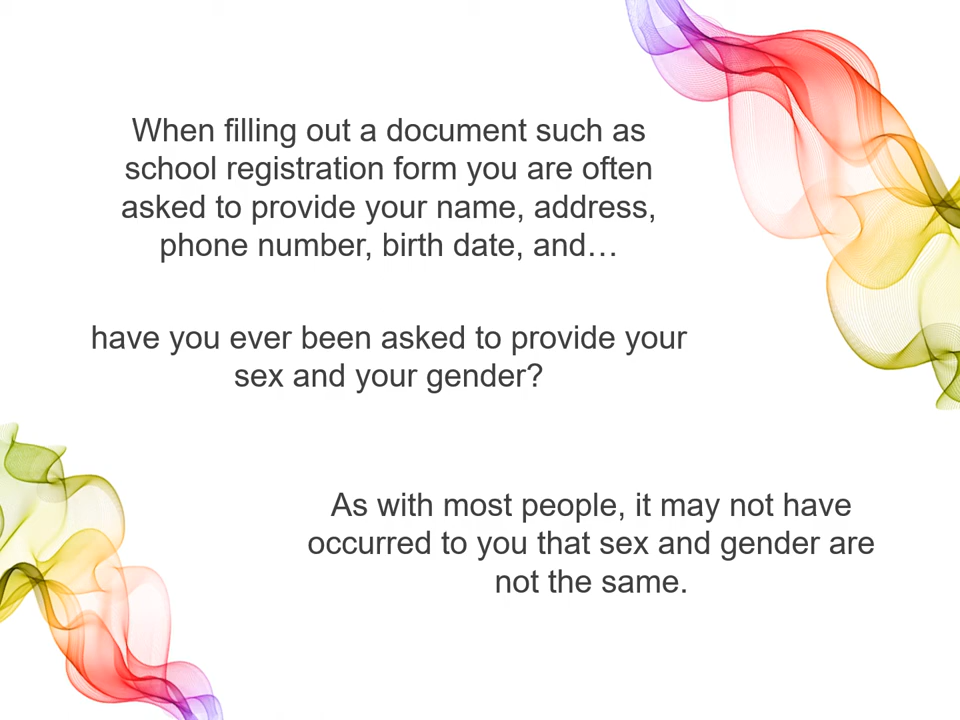 When filling out a document such as
school registration form you are often
asked to provide your name, address,
phone number, birth date, and…
have you ever been asked to provide your
sex and your gender?
As with most people, it may not have
occurred to you that sex and gender are
not the same.